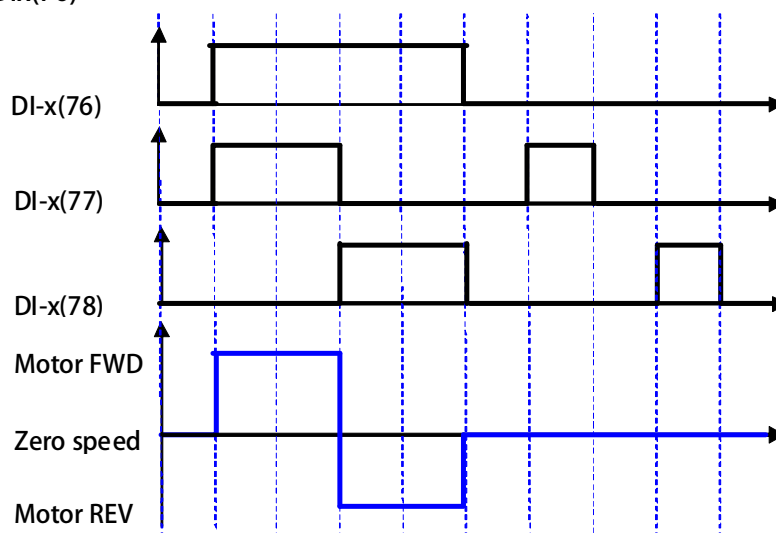 DI-x(76)
DI-x(77)
DI-x(78)
Motor FWD
Zero speed
Motor REV